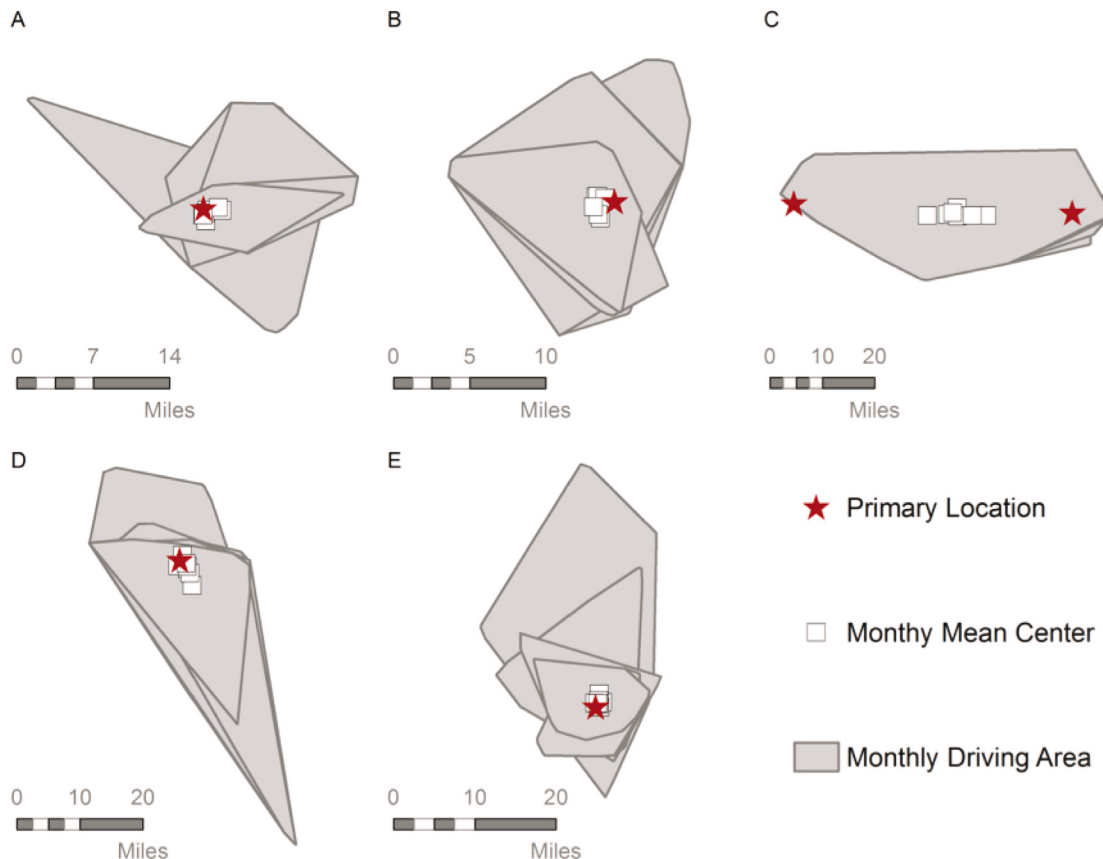 A
B
C
0 7 14
Miles
0 5 10
Miles
0 10 20
Miles
D
E
Primary Location
Monthy Mean Center
Monthly Driving Area
0 10 20
Miles
0 10 20
Miles